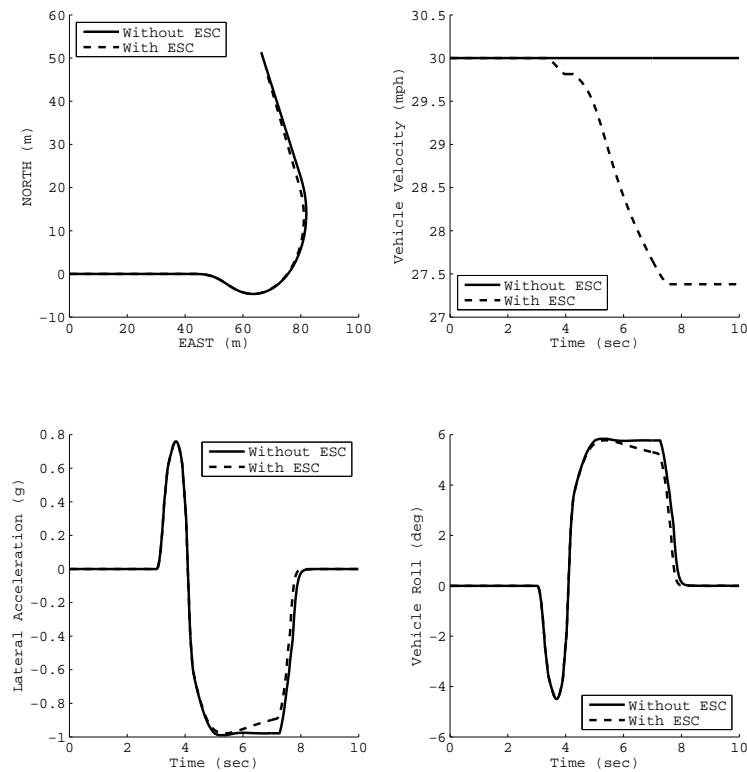 60
50
40
30
20
10
0
−10
0 20 40 60 80 100
NORTH (m)
EAST (m)
Without ESC
With ESC
30.5
30
29.5
29
28.5
28
27.5
27
0 2 4 6 8 10
Vehicle Velocity (mph)
Time (sec)
Without ESC
With ESC
0.8
0.6
0.4
0.2
0
−0.2
−0.4
−0.6
−0.8
−1
0 2 4 6 8 10
Lateral Acceleration (g)
Time (sec)
Without ESC
With ESC
6
4
2
0
−2
−4
−6
0 2 4 6 8 10
Vehicle Roll (deg)
Time (sec)
Without ESC
With ESC